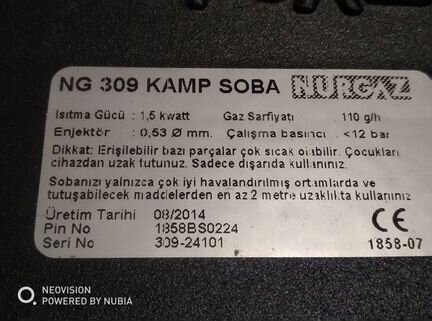 NG 309 KAMP SOBA NURGAZ
Isıtma Gücü : 1,5 kwatt Gaz Sarfiyatı 110 g/h
Enjektör : 0,53 Ø mm. Çalışma basıncı <12 bar
Dikkat: Erişilebilir bazı parçalar çok sıcak olabilir. Çocukları
cihazdan uzak tutunuz. Sadece dışarıda kullanınız.
Sobanızı yalnızca çok iyi havalandırılmış ortamlarda ve
tutuşabilecek maddelerden en az 2 metre uzaklıkta kullanınız
Üretim Tarihi 08/2014
Pin No 1858BS0224 CE
Seri No 309-24101 1858-07
NEOVISION
POWERED BY NUBIA